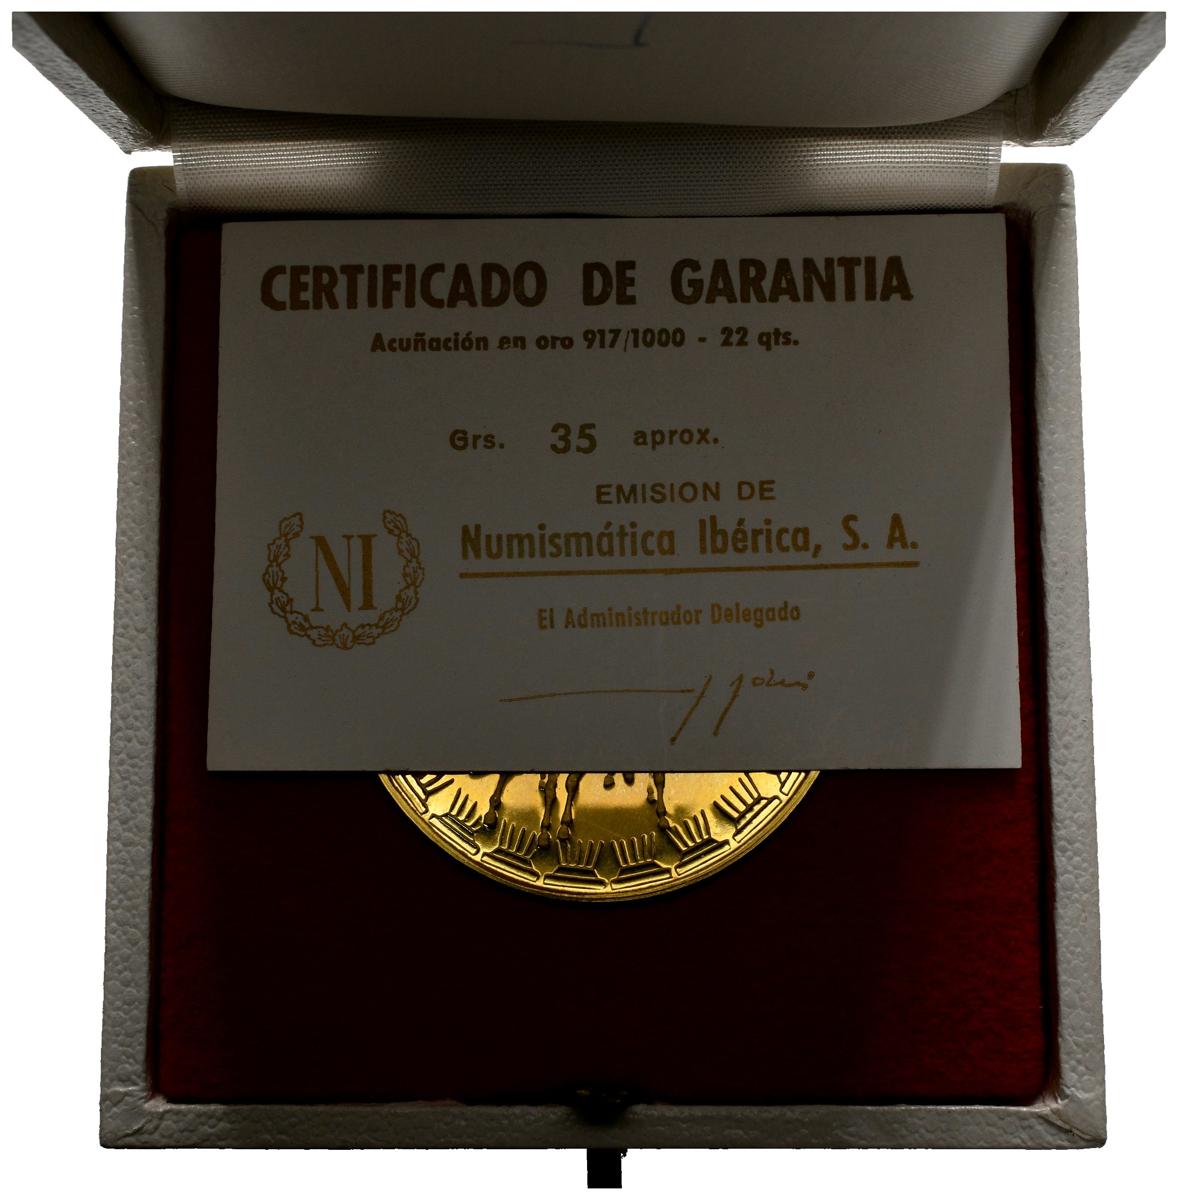 CERTIFICADO DE GARANTIA
Acuñación en oro 917/1000 - 22 qts.
Grs. 35 aprox.
EMISION DE
Numismática Ibérica, S. A.
NI
El Administrador Delegado